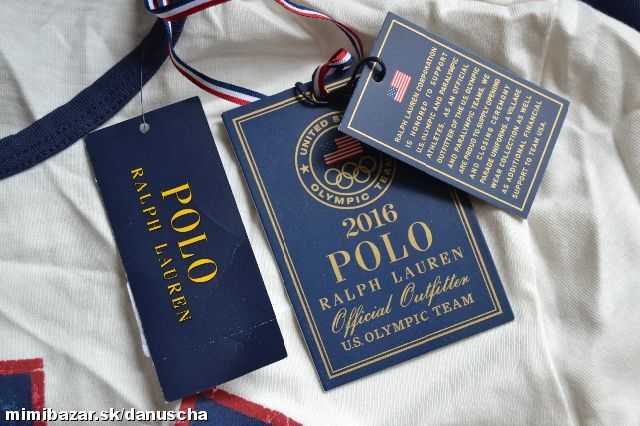 POLO
RALPH LAUREN
UNITED
OLYMPIC TEAM
2016
POLO
RALPH LAUREN
Official Outfitter
U.S. OLYMPIC TEAM
RALPH LAUREN CORPORATION
IS HONORED TO SUPPORT
U.S. OLYMPIC AND PARALYMPIC
ATHLETES. AS AN OFFICIAL
OUTFITTER OF THE US OLYMPIC
AND PARALYMPIC TEAMS, WE
ARE PROUD TO SUPPLY OPENING
AND CLOSING CEREMONY
PARADE UNIFORMS, A VILLAGE
WEAR COLLECTION AS WELL
AS ADDITIONAL FINANCIAL
SUPPORT TO TEAM USA.
mimibazar.sk/danuscha